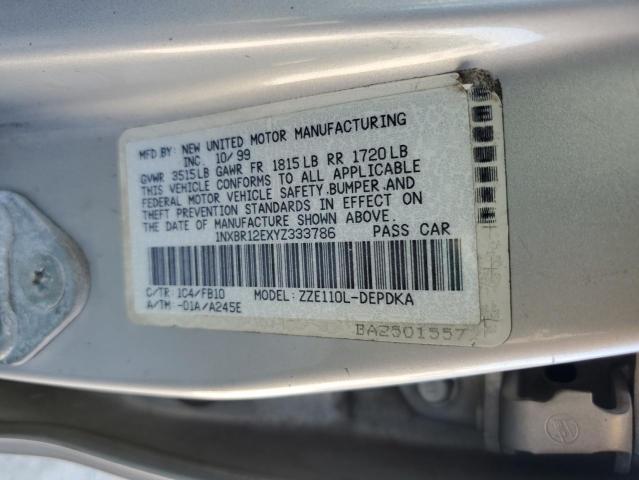 MFD.BY: NEW UNITED MOTOR MANUFACTURING
INC. 10/99
GVWR 3515LB GAWR FR 1815LB RR 1720LB
THIS VEHICLE CONFORMS TO ALL APPLICABLE
FEDERAL MOTOR VEHICLE SAFETY,BUMPER,AND
THEFT PREVENTION STANDARDS IN EFFECT ON
THE DATE OF MANUFACTURE SHOWN ABOVE.
1NXBR12EXYZ333786 PASS CAR
C/TR: 1C4/FB10 MODEL: ZZE110L-DEPDKA
A/TM -01A/A245E
BA2501557